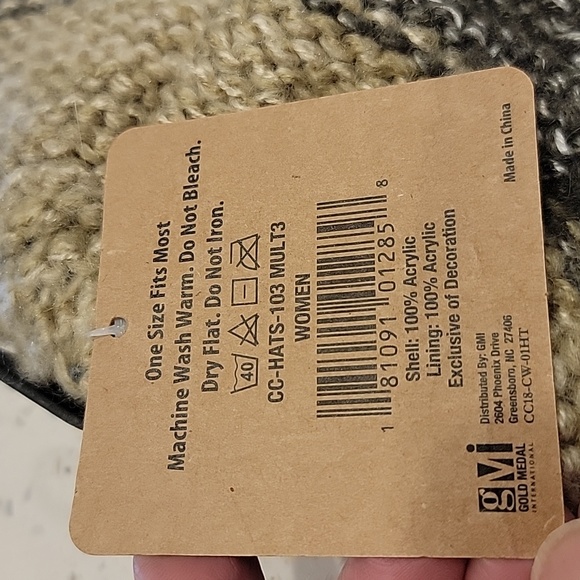 One Size Fits Most
Machine Wash Warm. Do Not Bleach.
Dry Flat. Do Not Iron.
40
CC-HATS-103 MULT3
WOMEN
1 81091 01285 8
Shell: 100% Acrylic
Lining: 100% Acrylic
Exclusive of Decoration
gMi
GOLD MEDAL
INTERNATIONAL
Distributed By: GMI
2604 Phoenix Drive
Greensboro, NC 27406
CC18-CW-01HT
Made in China